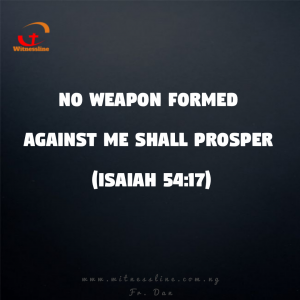 Witnessline
NO WEAPON FORMED
AGAINST ME SHALL PROSPER
(ISAIAH 54:17)
www.witnessline.com.ng
Fr. Dan